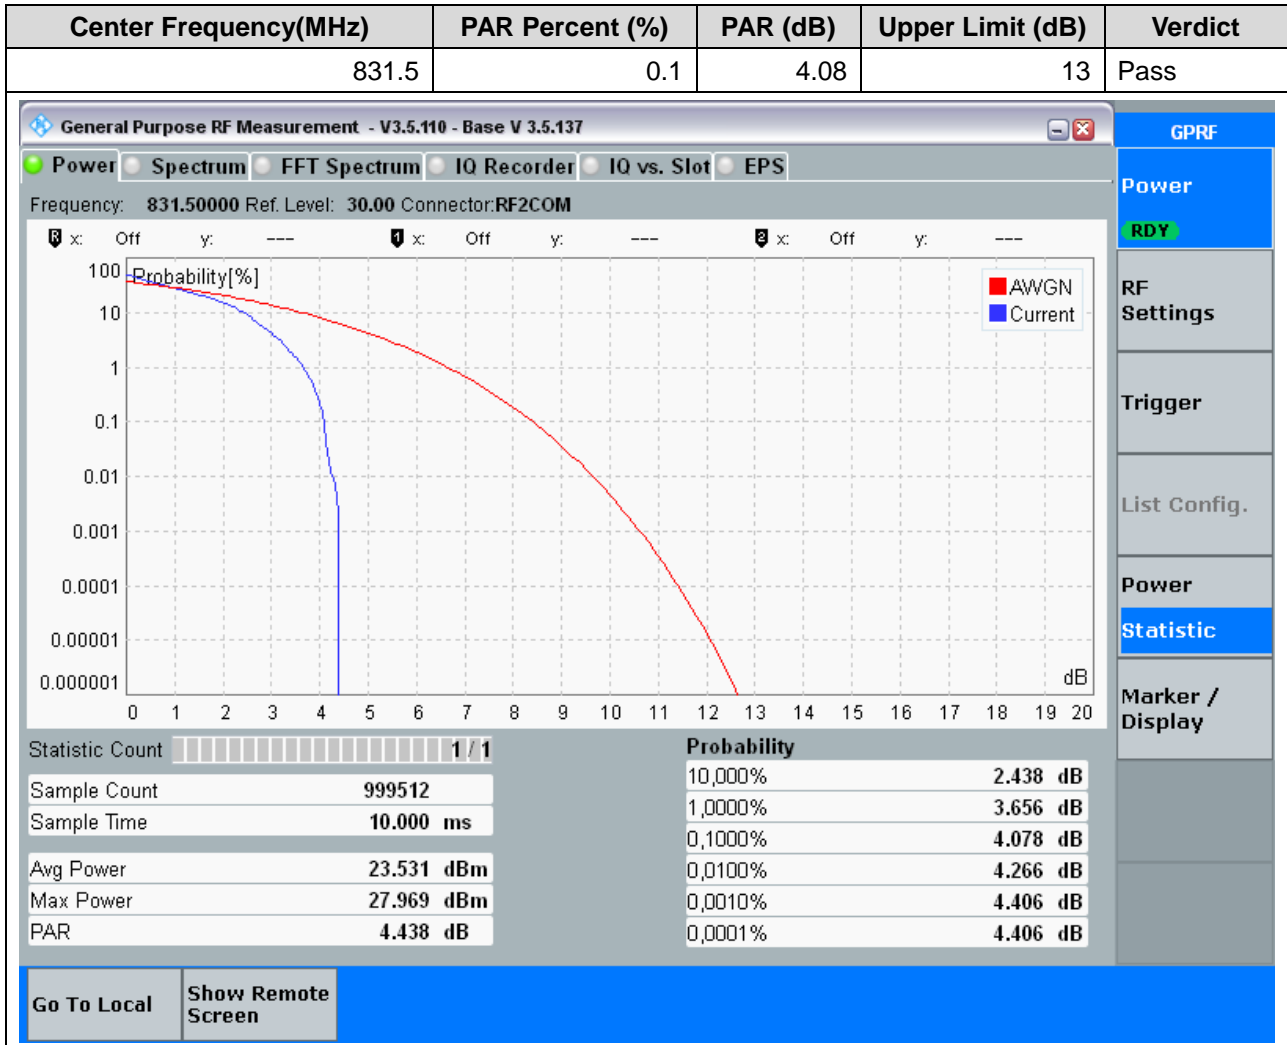 Center Frequency(MHz) PAR Percent (%) PAR (dB) Upper Limit (dB) Verdict
831.5 0.1 4.08 13 Pass
General Purpose RF Measurement - V3.5.110 - Base V 3.5.137
GPRF
Power Spectrum FFT Spectrum IQ Recorder IQ vs. Slot EPS
Frequency: 831.50000 Ref. Level: 30.00 Connector:RF2COM
R x: Off y: --- 1 x: Off y: --- 2 x: Off y: ---
Probability[%]
100
10
1
0.1
0.01
0.001
0.0001
0.00001
0.000001
AWGN
Current
dB
0 1 2 3 4 5 6 7 8 9 10 11 12 13 14 15 16 17 18 19 20
Statistic Count 1 / 1
Sample Count 999512
Sample Time 10.000 ms
Avg Power 23.531 dBm
Max Power 27.969 dBm
PAR 4.438 dB
Probability
10,000% 2.438 dB
1,0000% 3.656 dB
0,1000% 4.078 dB
0,0100% 4.266 dB
0,0010% 4.406 dB
0,0001% 4.406 dB
Power
RDY
RF
Settings
Trigger
List Config.
Power
Statistic
Marker /
Display
Go To Local
Show Remote
Screen